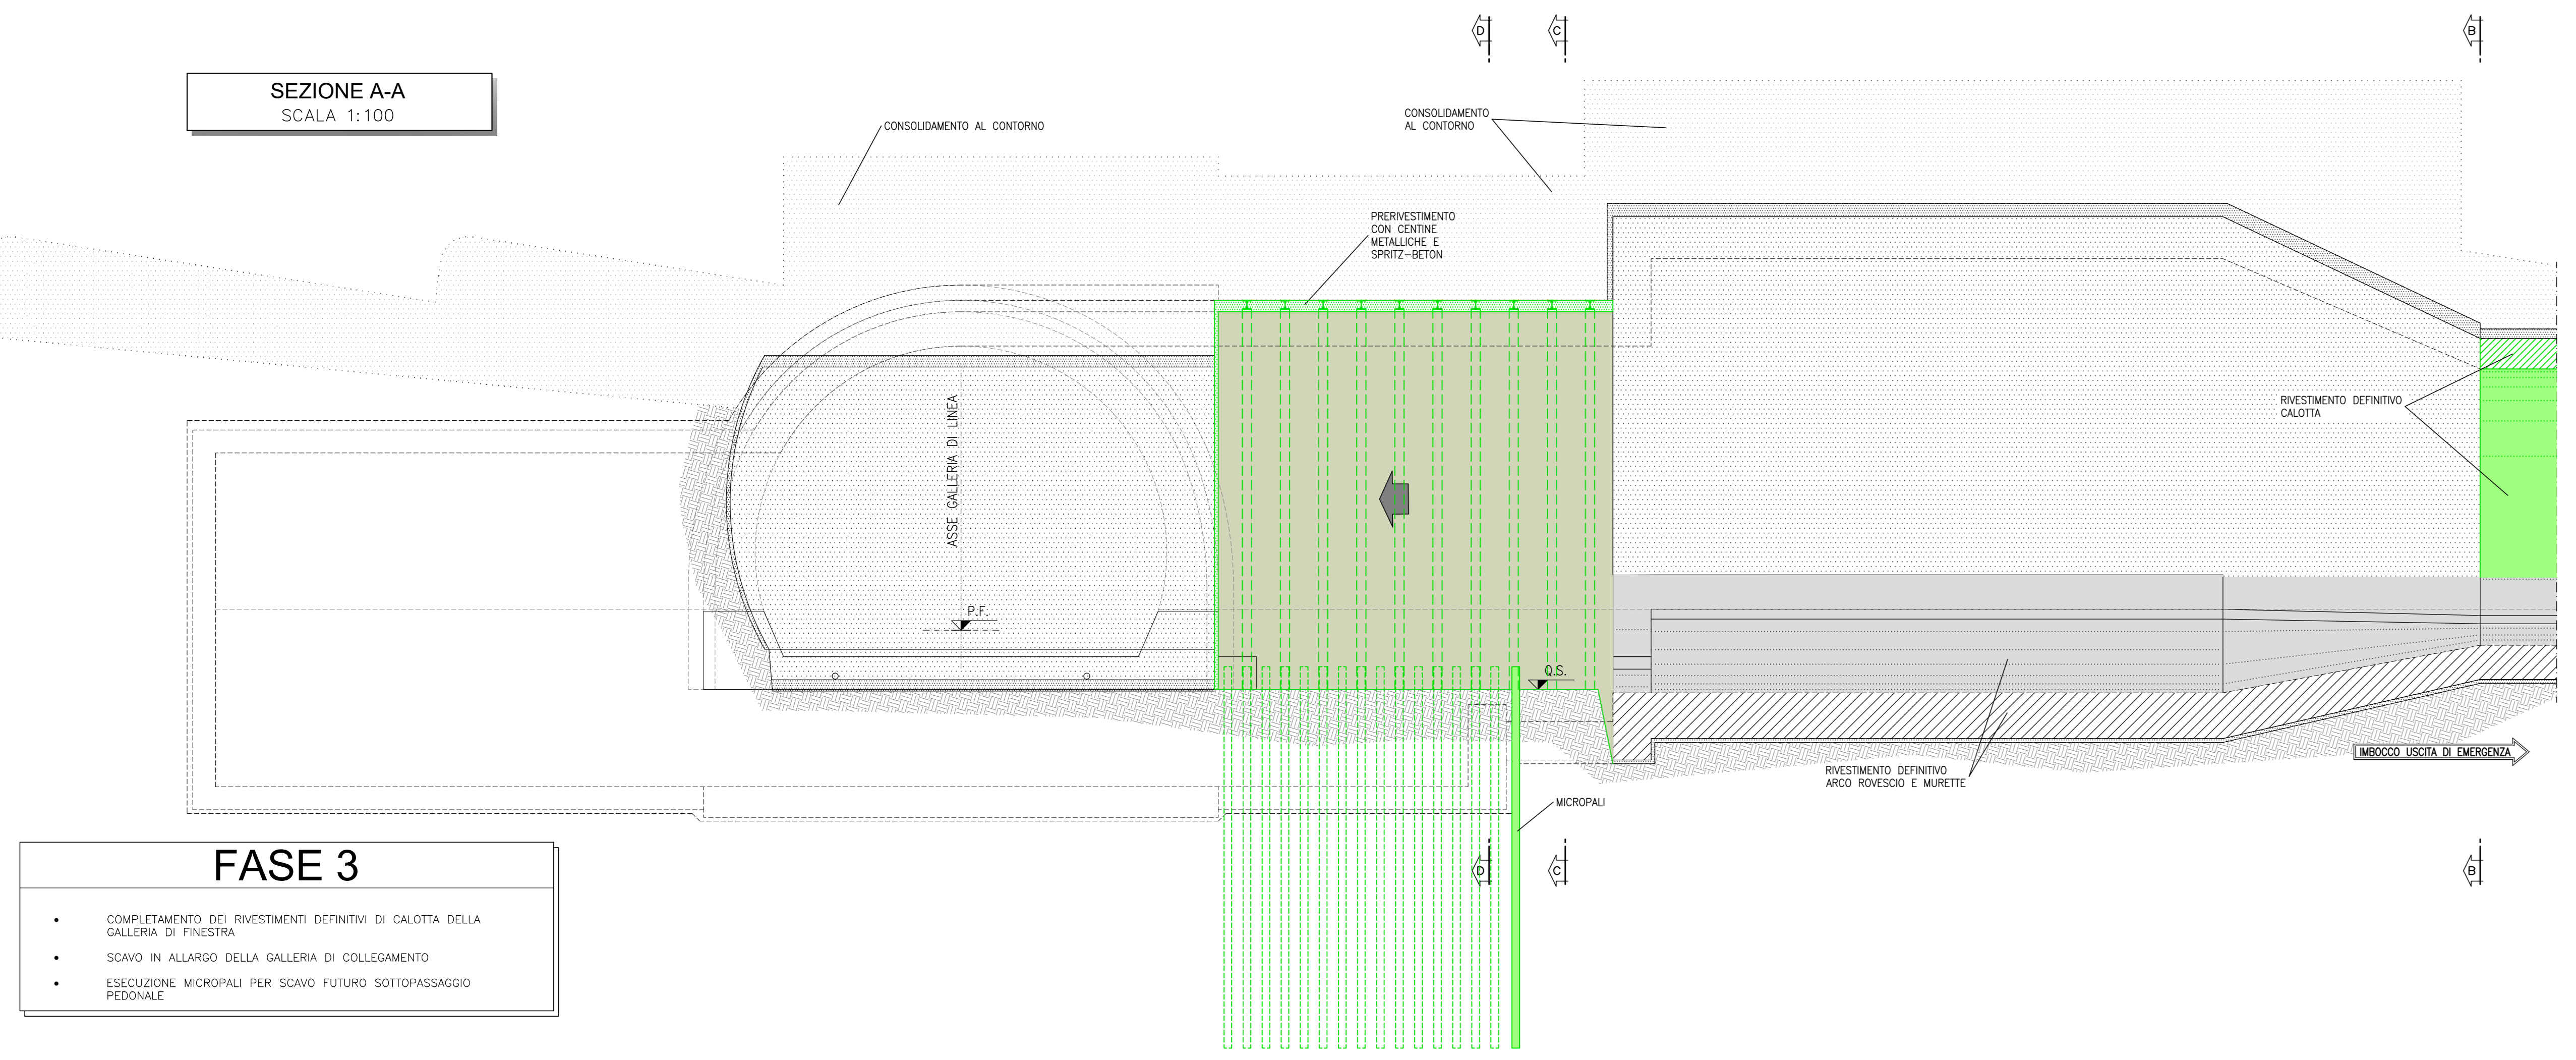 D
C
B
SEZIONE A-A
SCALA 1:100
CONSOLIDAMENTO AL CONTORNO
CONSOLIDAMENTO
AL CONTORNO
PRERIVESTIMENTO
CON CENTINE
METALLICHE E
SPRITZ-BETON
ASSE GALLERIA DI LINEA
P.F.
RIVESTIMENTO DEFINITIVO
CALOTTA
Q.S.
IMBOCCO USCITA DI EMERGENZA
RIVESTIMENTO DEFINITIVO
ARCO ROVESCIO E MURETTE
MICROPALI
D
C
B
FASE 3
• COMPLETAMENTO DEI RIVESTIMENTI DEFINITIVI DI CALOTTA DELLA
GALLERIA DI FINESTRA
• SCAVO IN ALLARGO DELLA GALLERIA DI COLLEGAMENTO
• ESECUZIONE MICROPALI PER SCAVO FUTURO SOTTOPASSAGGIO
PEDONALE